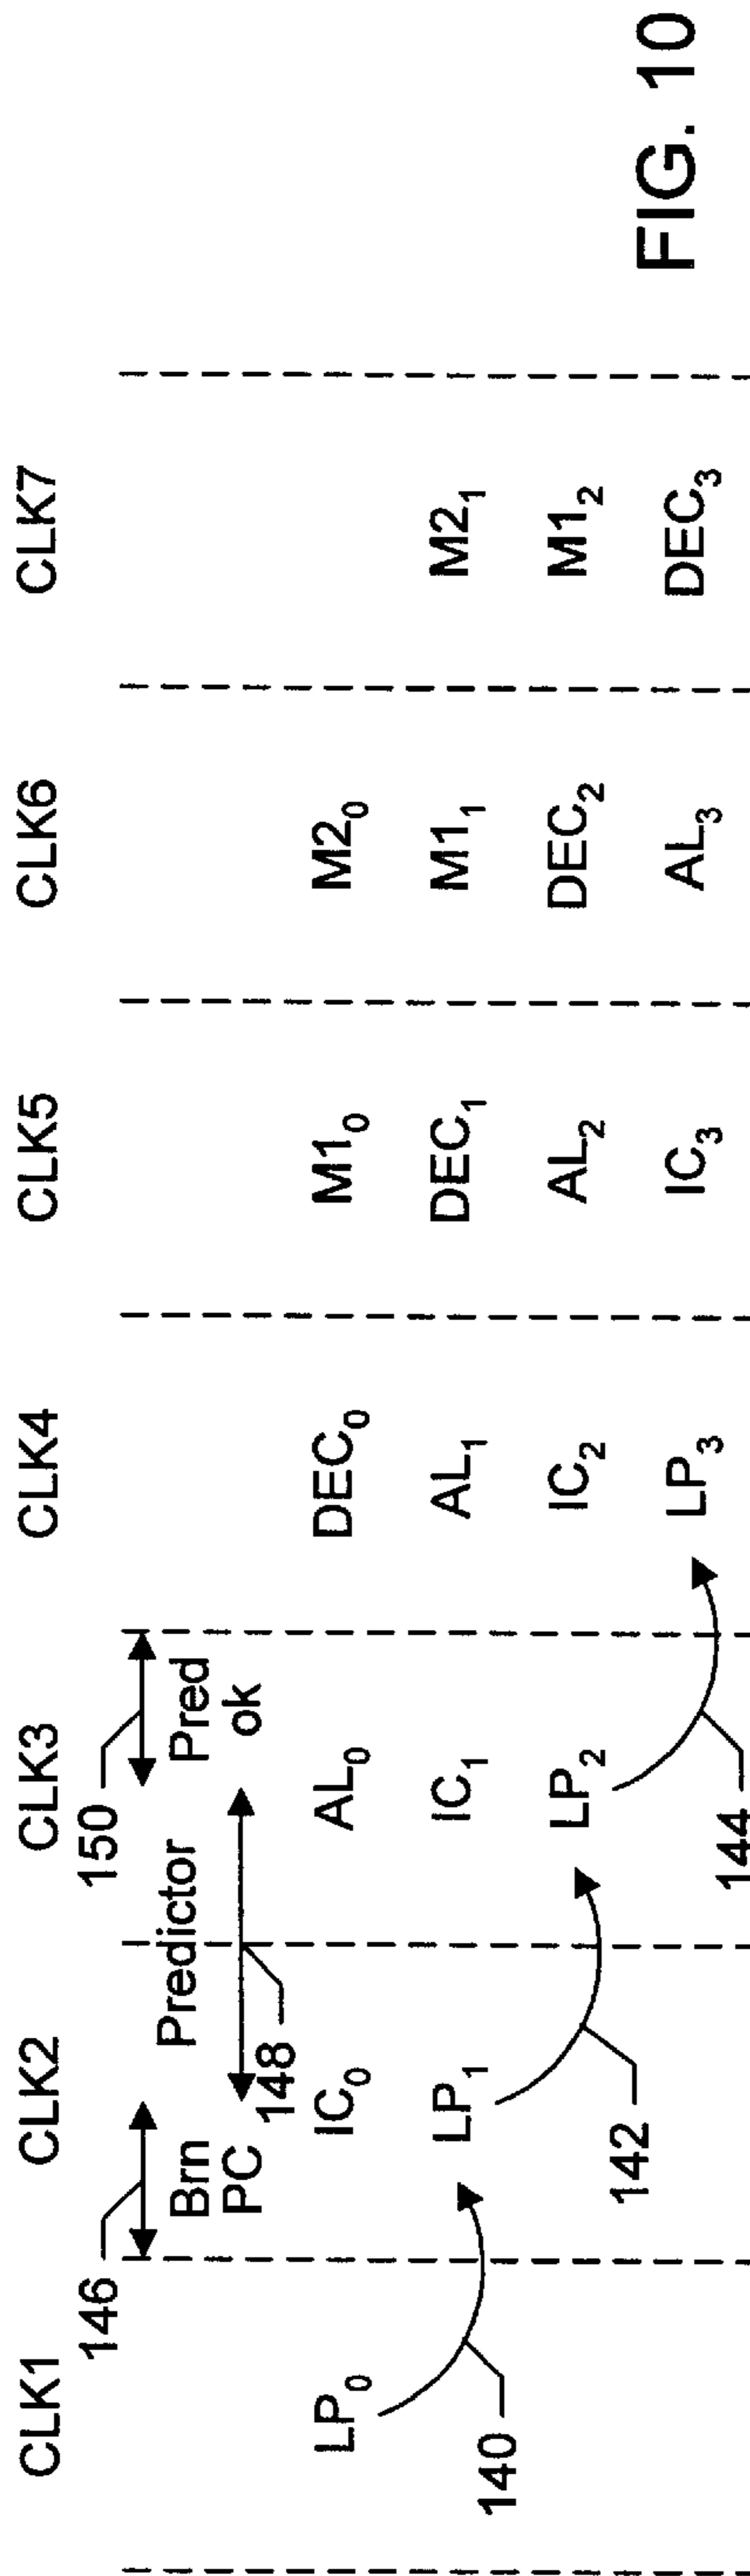 CLK1 CLK2 CLK3 CLK4 CLK5 CLK6 CLK7
146 150
Brn PC Predictor Pred ok
148
LP₀ IC₀ AL₀ DEC₀ M1₀ M2₀
140 LP₁ IC₁ AL₁ DEC₁ M1₁ M2₁
142 LP₂ IC₂ AL₂ DEC₂ M1₂
144 LP₃ IC₃ AL₃ DEC₃
FIG. 10